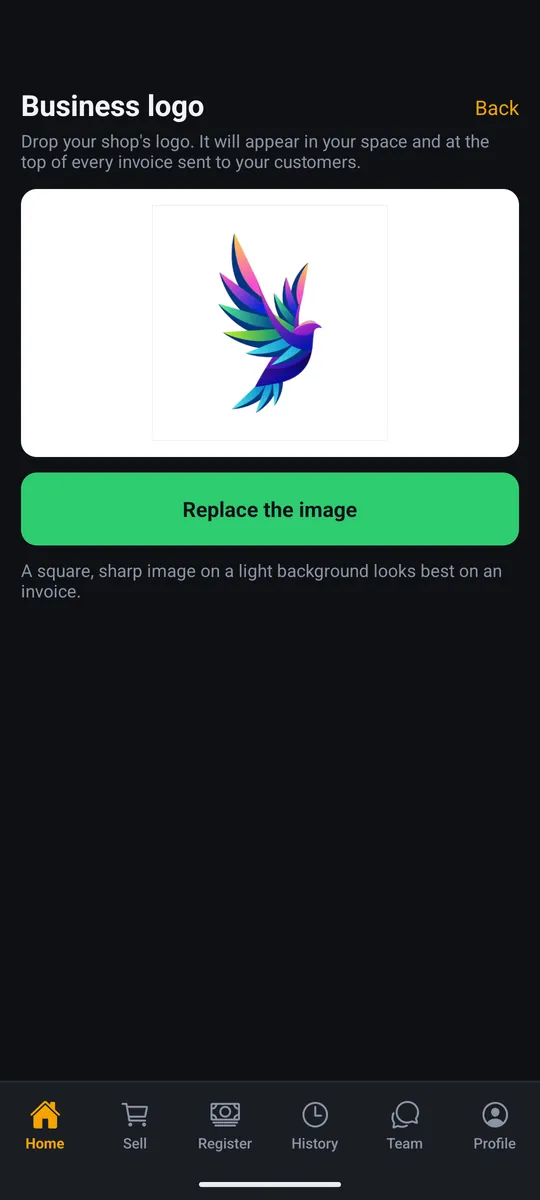 Business logo
Back
Drop your shop's logo. It will appear in your space and at the
top of every invoice sent to your customers.
Replace the image
A square, sharp image on a light background looks best on an
invoice.
Home
Sell
Register
History
Team
Profile